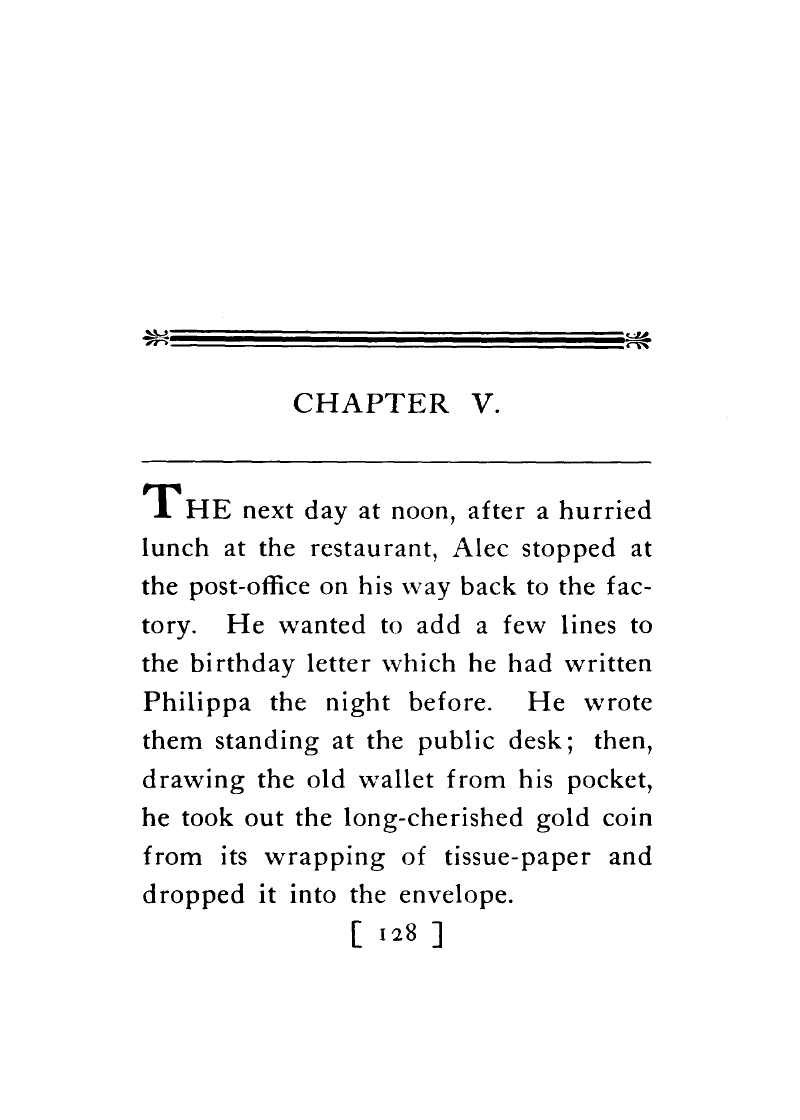 CHAPTER V.
THE next day at noon, after a hurried
lunch at the restaurant, Alec stopped at
the post-office on his way back to the fac-
tory. He wanted to add a few lines to
the birthday letter which he had written
Philippa the night before. He wrote
them standing at the public desk; then,
drawing the old wallet from his pocket,
he took out the long-cherished gold coin
from its wrapping of tissue-paper and
dropped it into the envelope.
[ 128 ]